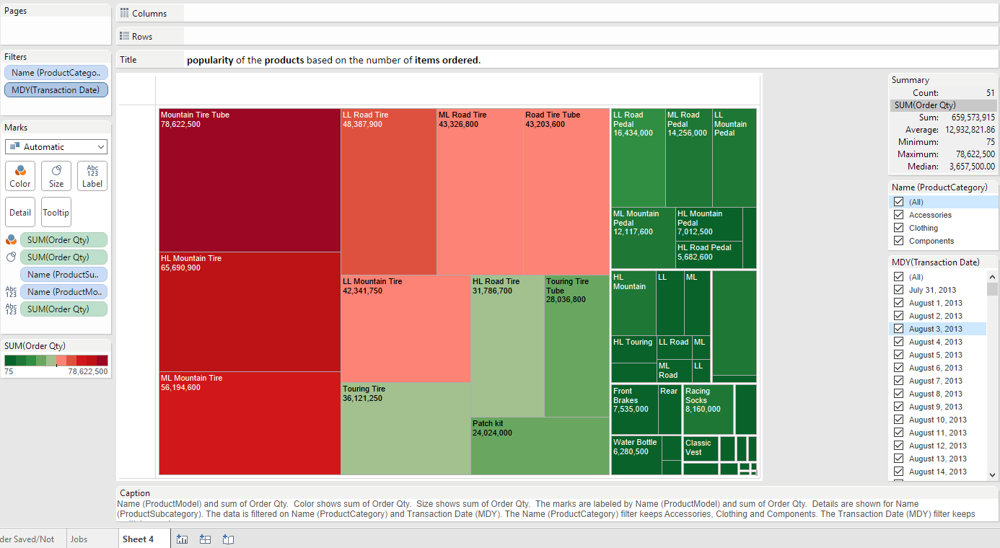 Pages
Columns
Rows
Filters
Name (ProductCatego..
MDY(Transaction Date)
Title
popularity of the products based on the number of items ordered.
Marks
Automatic
Color
Size
Abc
123
Label
Detail
Tooltip
SUM(Order Qty)
SUM(Order Qty)
Name (ProductSu..
Abc
123
Name (ProductMo..
Abc
123
SUM(Order Qty)
SUM(Order Qty)
75
78,622,500
Mountain Tire Tube
78,622,500
HL Mountain Tire
65,690,900
ML Mountain Tire
56,194,600
LL Road Tire
48,387,900
ML Road Tire
43,326,800
Road Tire Tube
43,203,600
LL Mountain Tire
42,341,750
Touring Tire
36,121,250
HL Road Tire
31,786,700
Touring Tire
Tube
28,036,800
Patch kit
24,024,000
LL Road
Pedal
16,434,000
ML Road
Pedal
14,256,000
LL
Mountain
Pedal
ML Mountain
Pedal
12,117,600
HL Mountain
Pedal
7,012,500
HL Road Pedal
5,682,600
HL
Mountain
LL
ML
HL Touring
LL Road
ML
ML
Road
LL
Front
Brakes
7,535,000
Rear
Racing
Socks
8,160,000
Water Bottle
6,280,500
Classic
Vest
Summary
Count: 51
SUM(Order Qty)
Sum: 659,573,915
Average: 12,932,821.86
Minimum: 75
Maximum: 78,622,500
Median: 3,657,500.00
Name (ProductCategory)
(All)
Accessories
Clothing
Components
MDY(Transaction Date)
(All)
July 31, 2013
August 1, 2013
August 2, 2013
August 3, 2013
August 4, 2013
August 5, 2013
August 6, 2013
August 7, 2013
August 8, 2013
August 9, 2013
August 10, 2013
August 11, 2013
August 12, 2013
August 13, 2013
August 14, 2013
Caption
Name (ProductModel) and sum of Order Qty.  Color shows sum of Order Qty.  Size shows sum of Order Qty.  The marks are labeled by Name (ProductModel) and sum of Order Qty.  Details are shown for Name
(ProductSubcategory). The data is filtered on Name (ProductCategory) and Transaction Date (MDY). The Name (ProductCategory) filter keeps Accessories, Clothing and Components. The Transaction Date (MDY) filter keeps
der Saved/Not
Jobs
Sheet 4